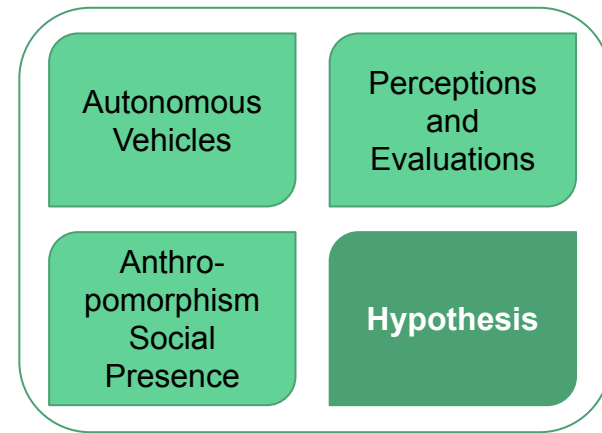 Autonomous
Vehicles
Perceptions
and
Evaluations
Anthro-
pomorphism
Social
Presence
Hypothesis